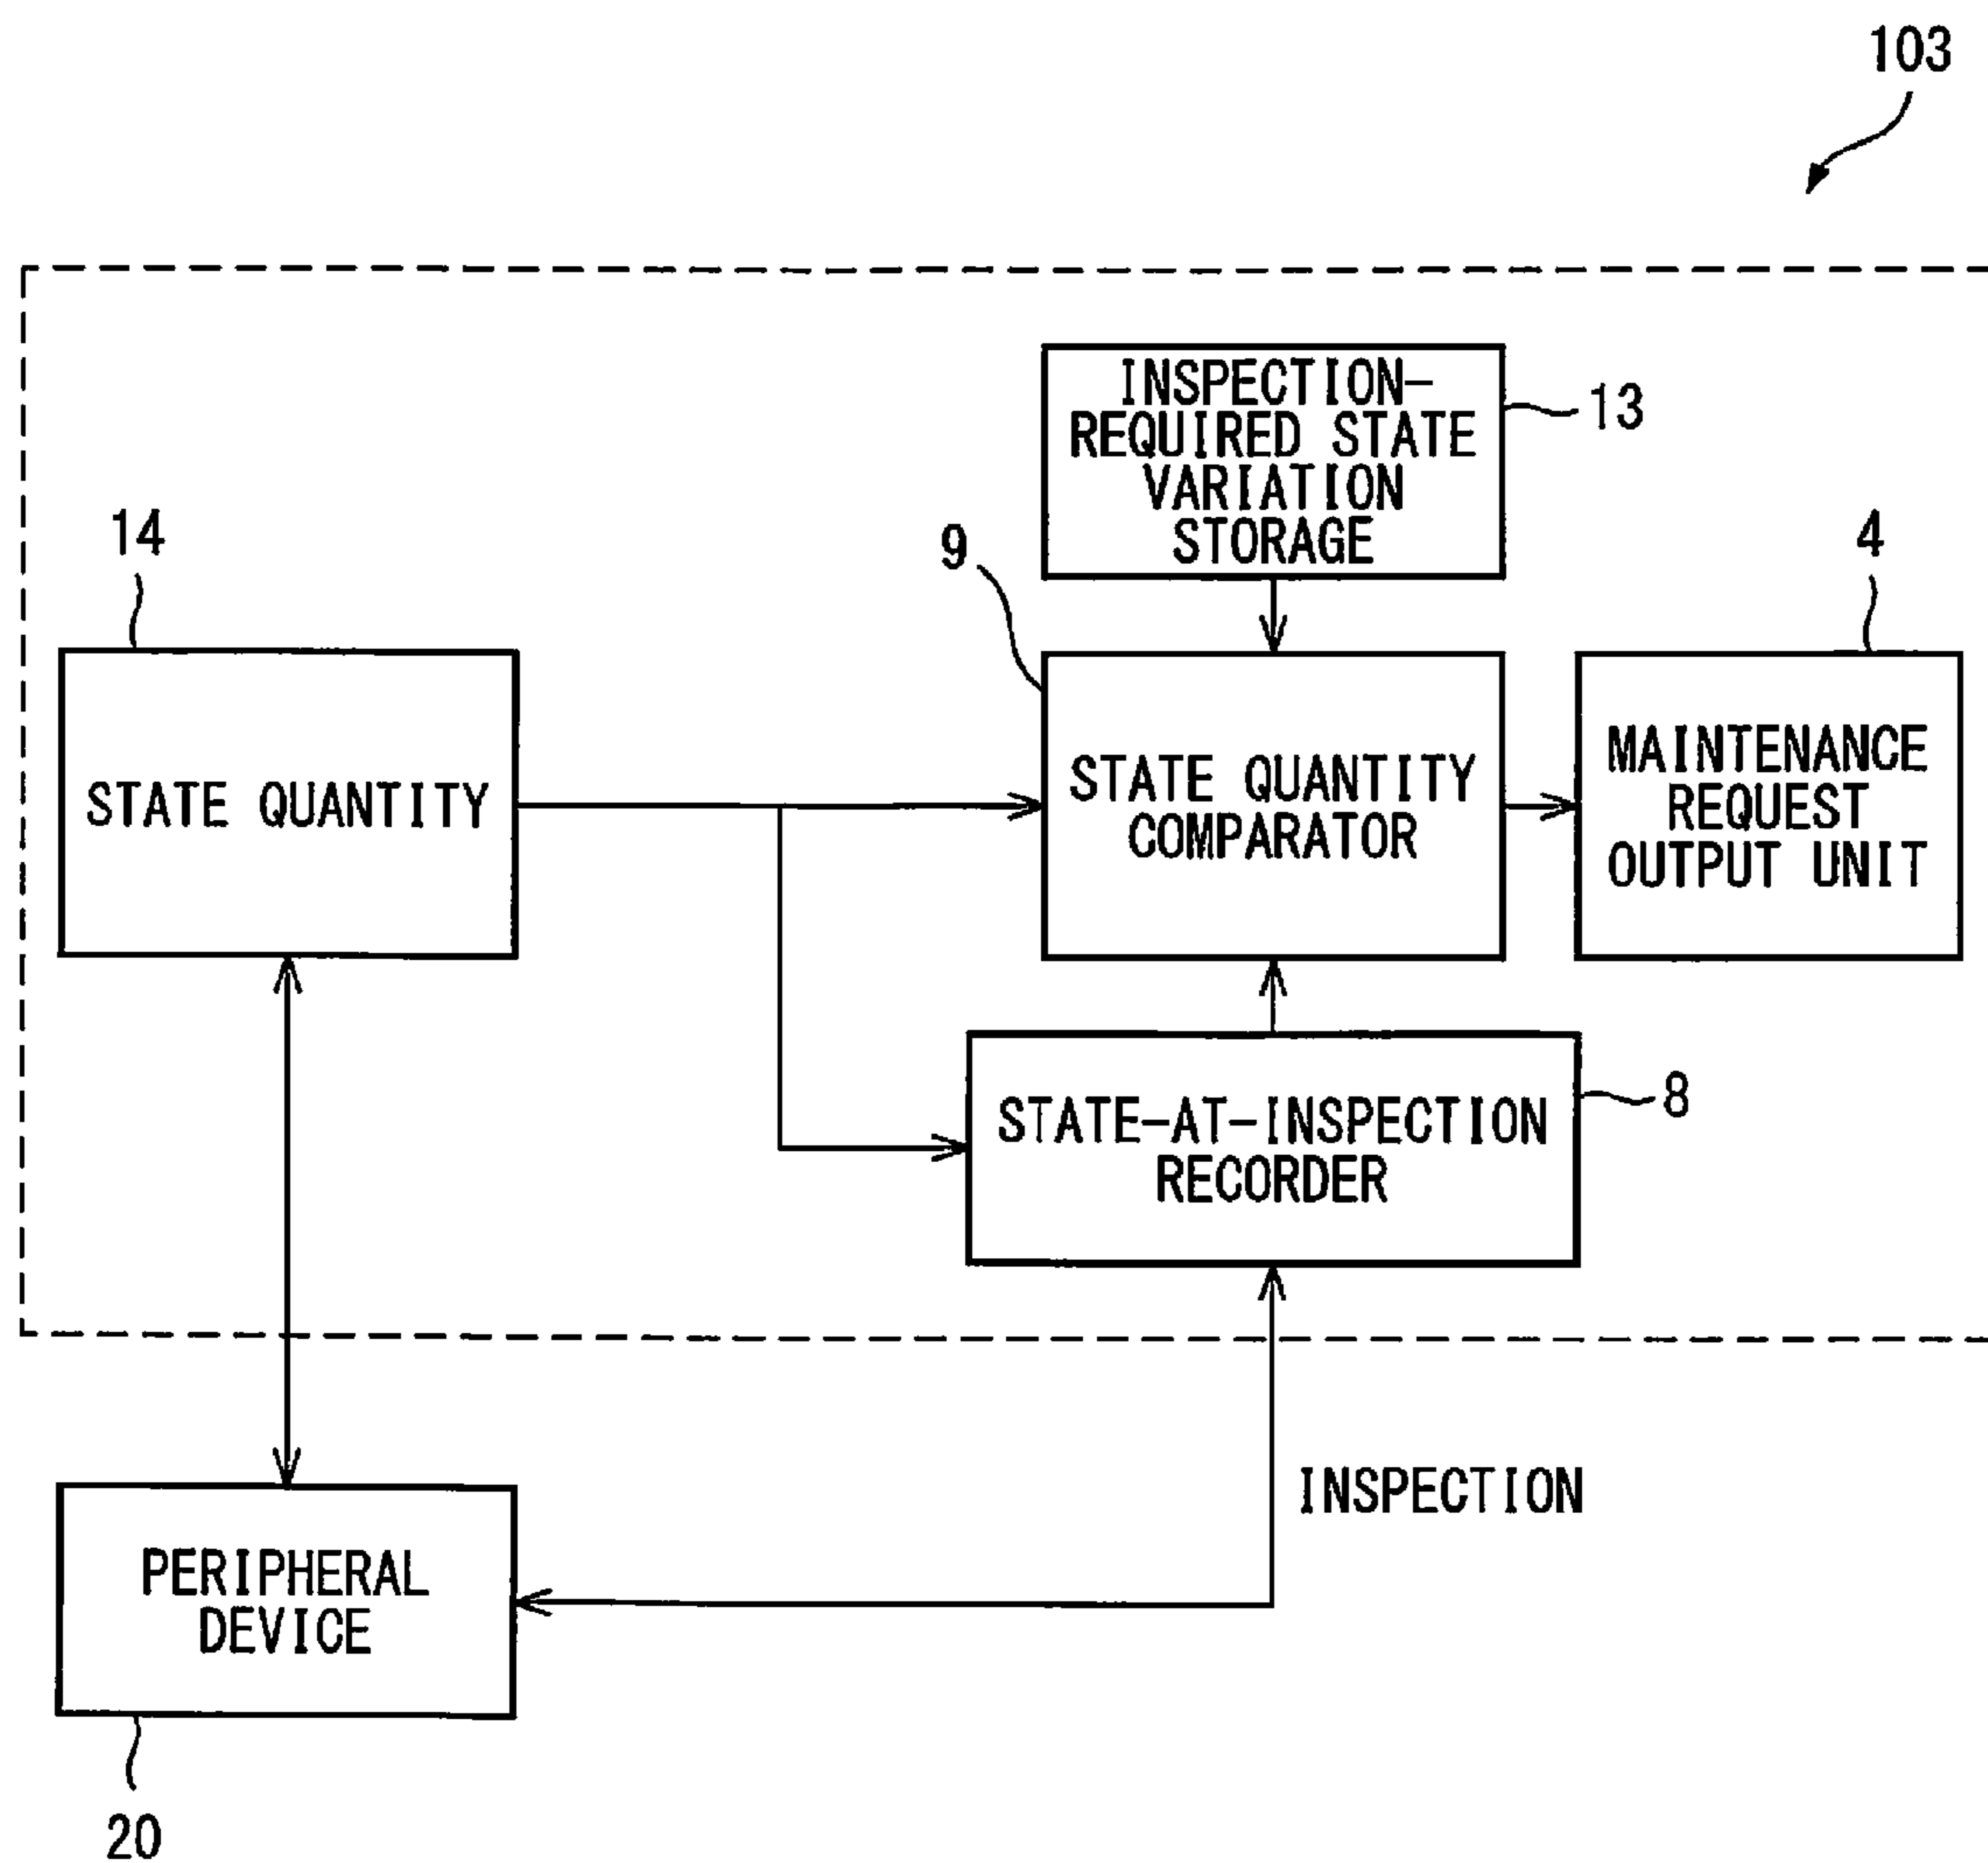 103
INSPECTION-
REQUIRED STATE
VARIATION
STORAGE
13
14
9
4
STATE QUANTITY
STATE QUANTITY
COMPARATOR
MAINTENANCE
REQUEST
OUTPUT UNIT
STATE-AT-INSPECTION
RECORDER
8
INSPECTION
PERIPHERAL
DEVICE
20